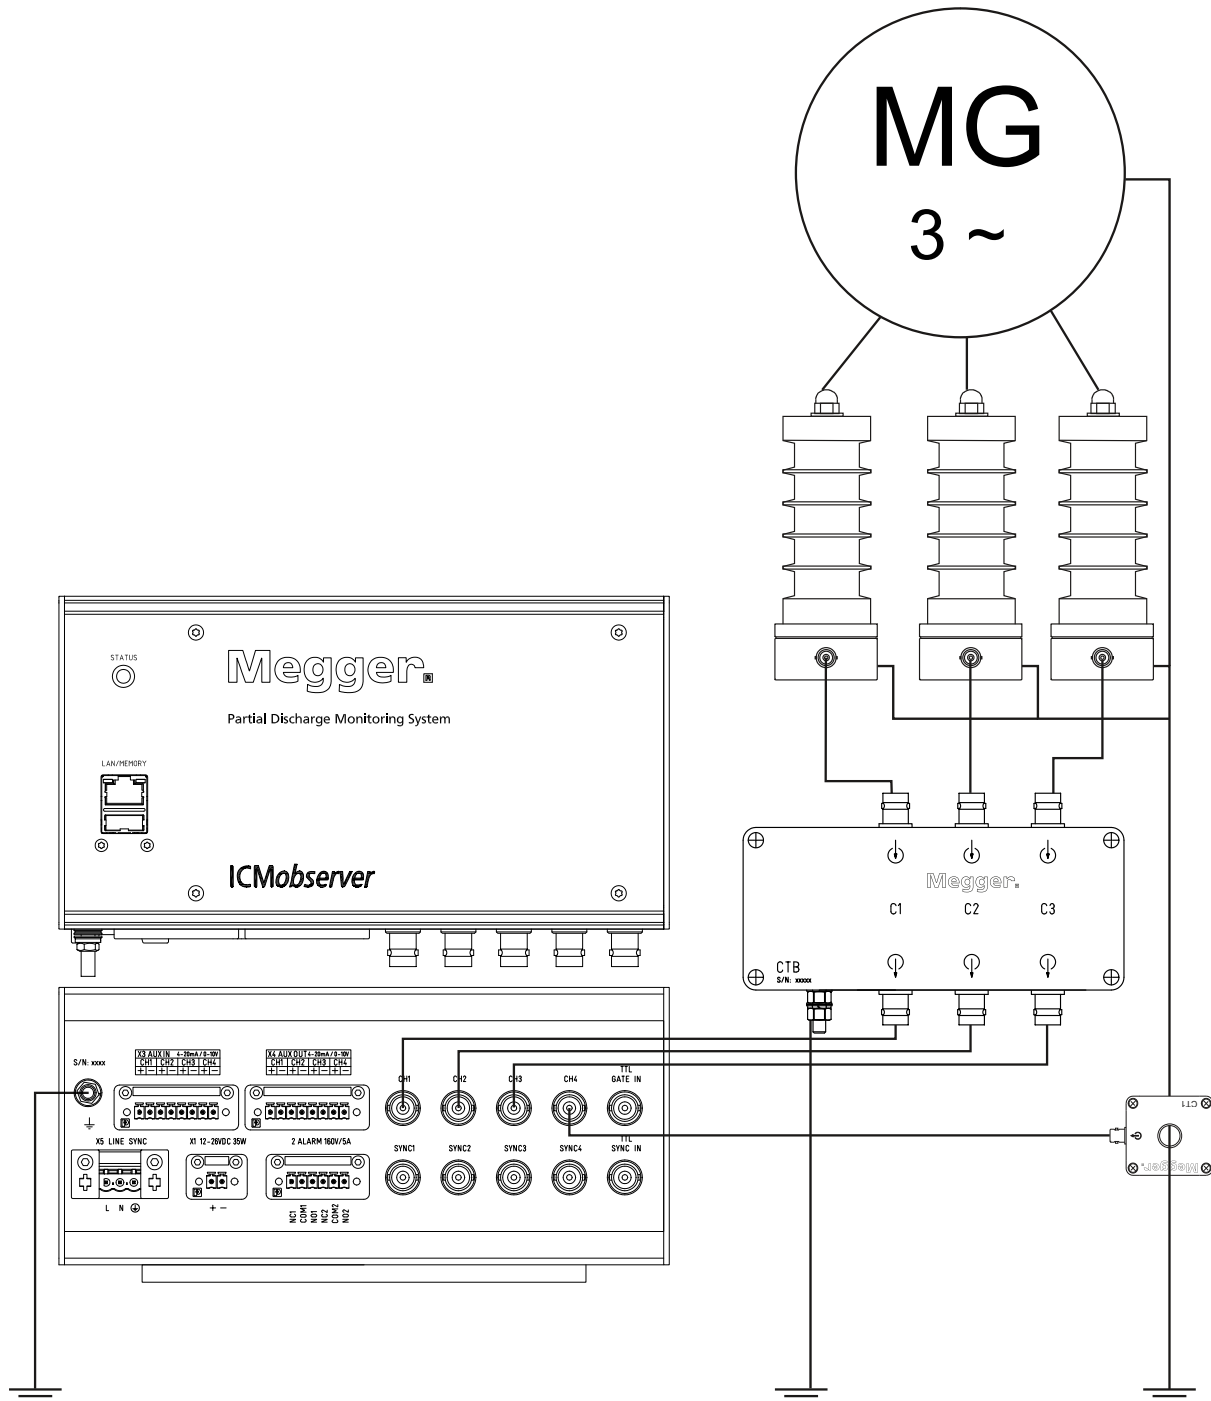 MG
3 ~
STATUS
Megger.
Partial Discharge Monitoring System
LAN/MEMORY
ICMobserver
Megger.
C1 C2 C3
CTB
S/N: xxxxx
S/N: xxxx
X3 AUX IN 4-20mA / 0-10V
CH1 CH2 CH3 CH4
+ - + - + - + -
X4 AUX OUT 4-20mA / 0-10V
CH1 CH2 CH3 CH4
+ - + - + - + -
CH1 CH2 CH3 CH4 TTL GATE IN
X5 LINE SYNC
L N
X1 12-26VDC 35W
+ -
2 ALARM 160V/5A
NC1 COM1 NO1 NC2 COM2 NO2
SYNC1 SYNC2 SYNC3 SYNC4 TTL SYNC IN
CT1
Megger.